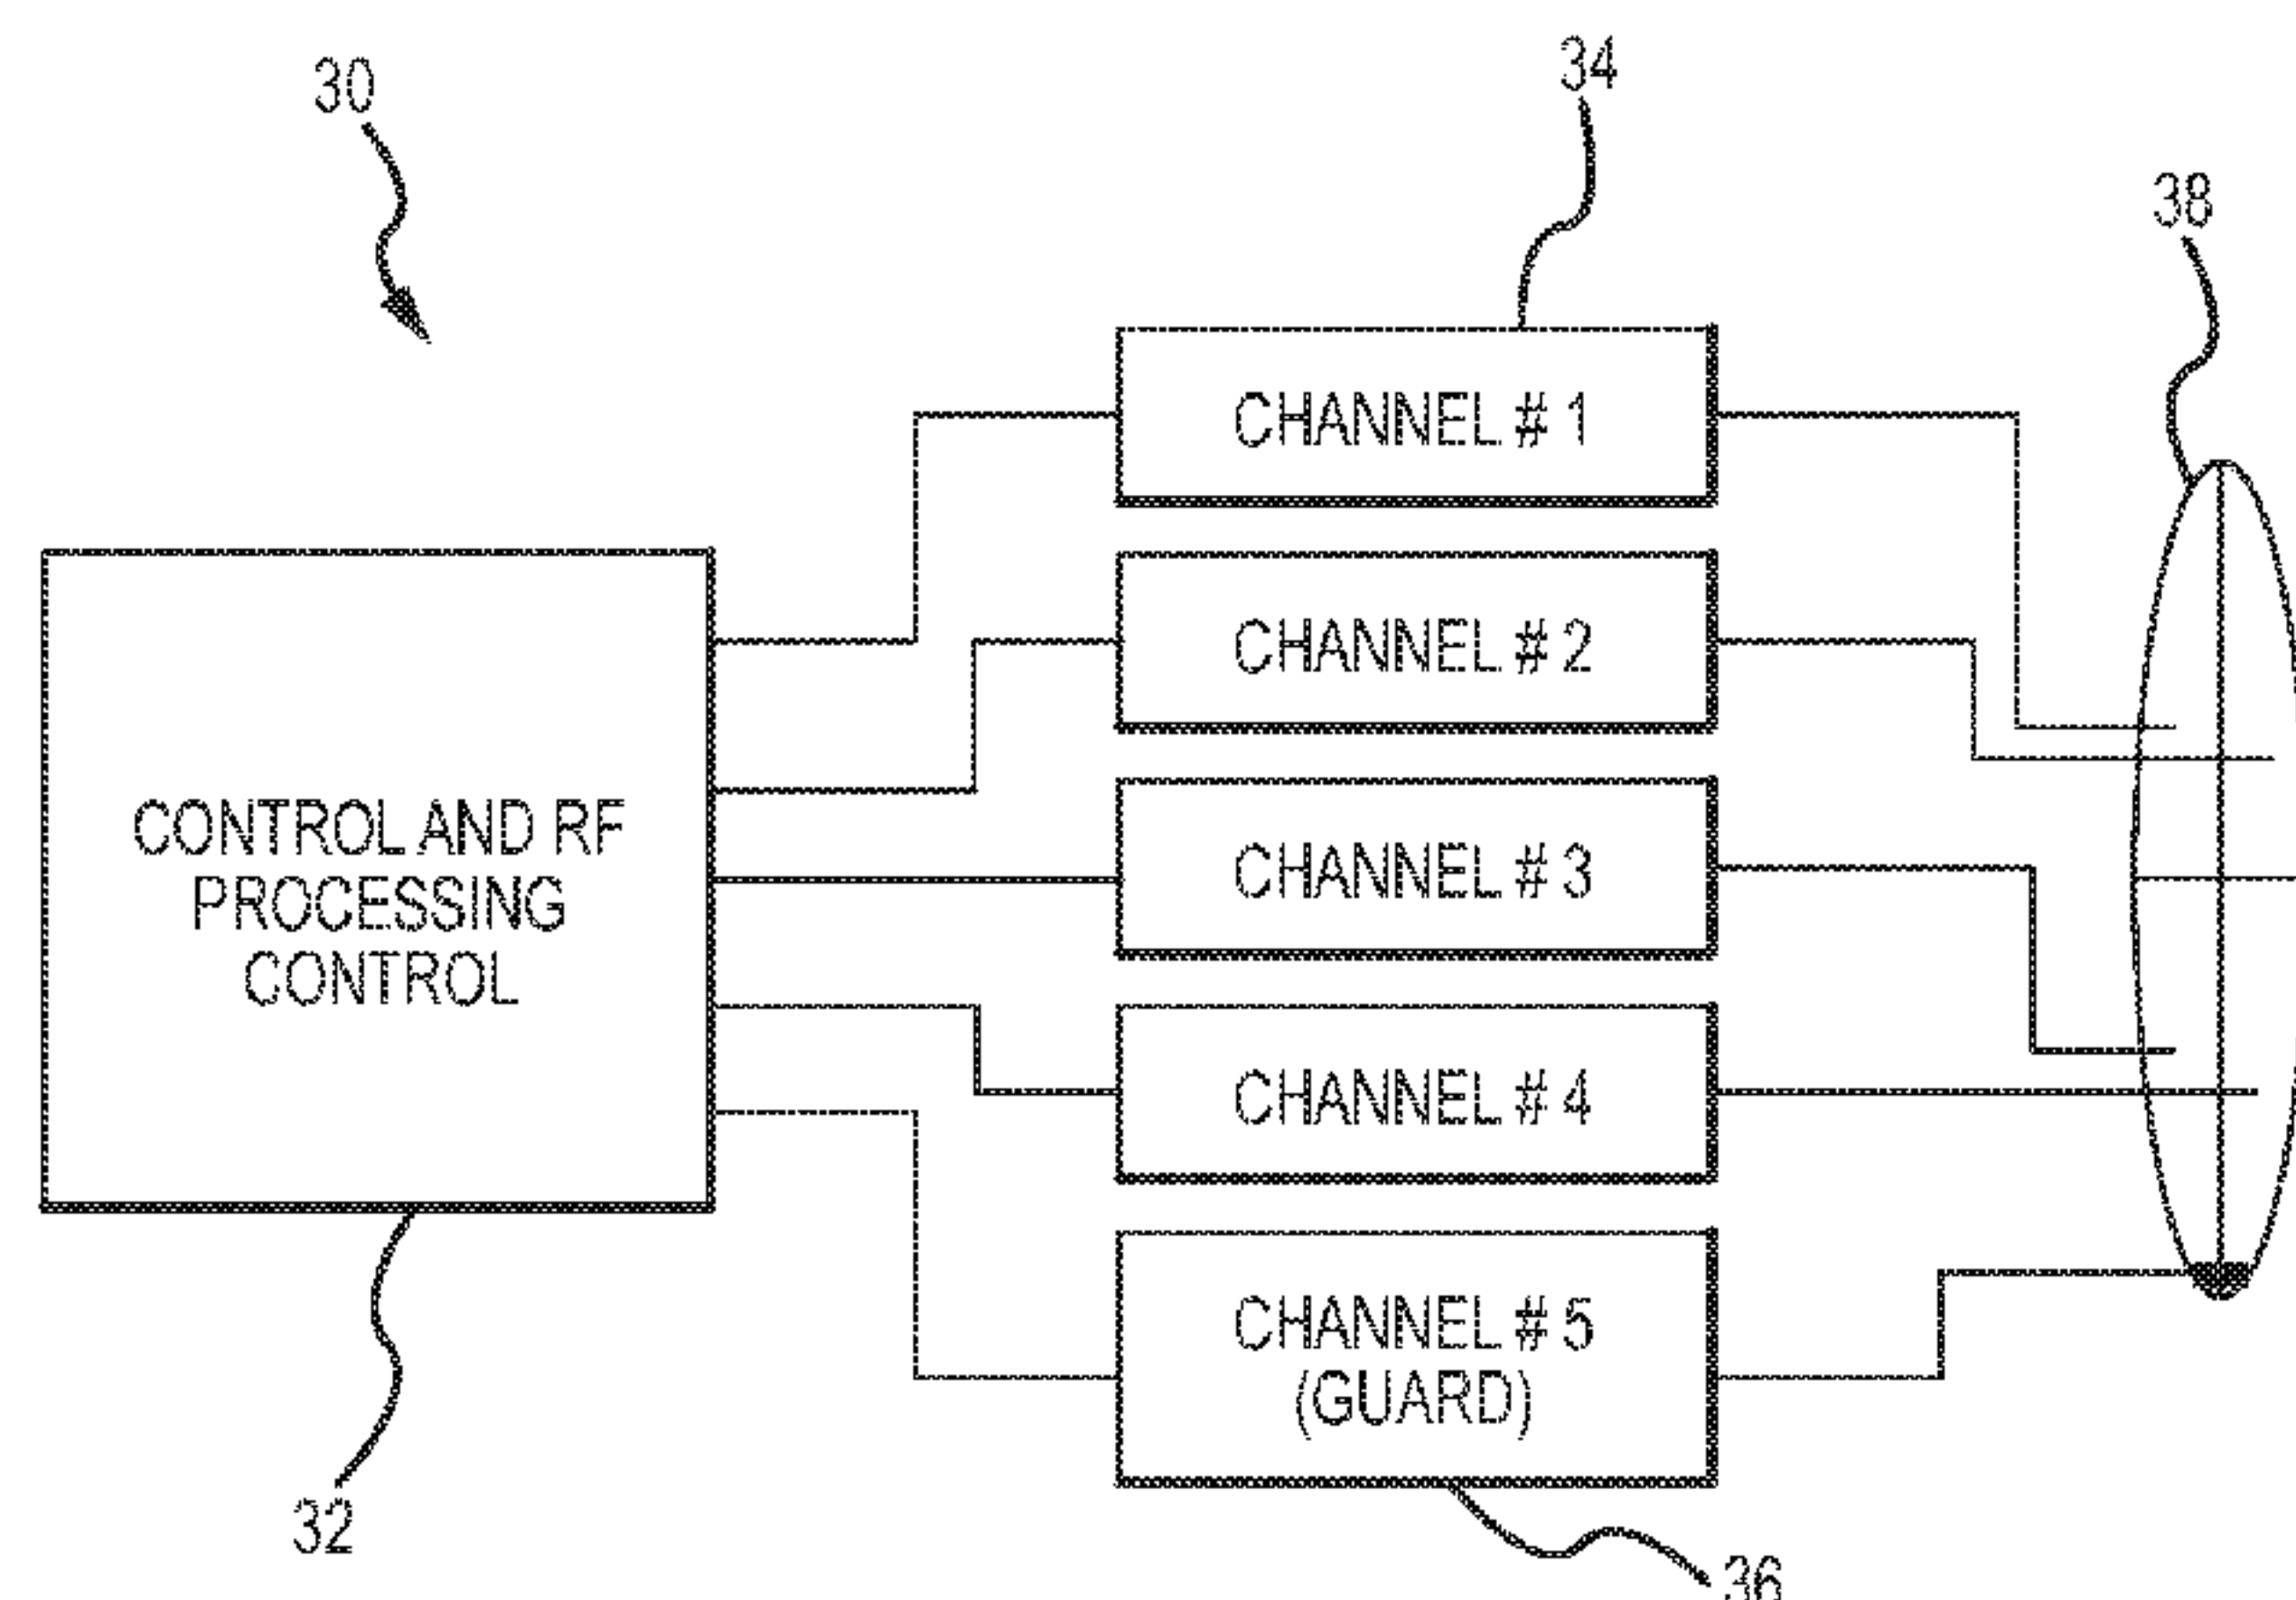 30
34
38
CHANNEL # 1
CHANNEL # 2
CONTROL AND RF
PROCESSING
CONTROL
CHANNEL # 3
CHANNEL # 4
CHANNEL # 5
(GUARD)
32
36